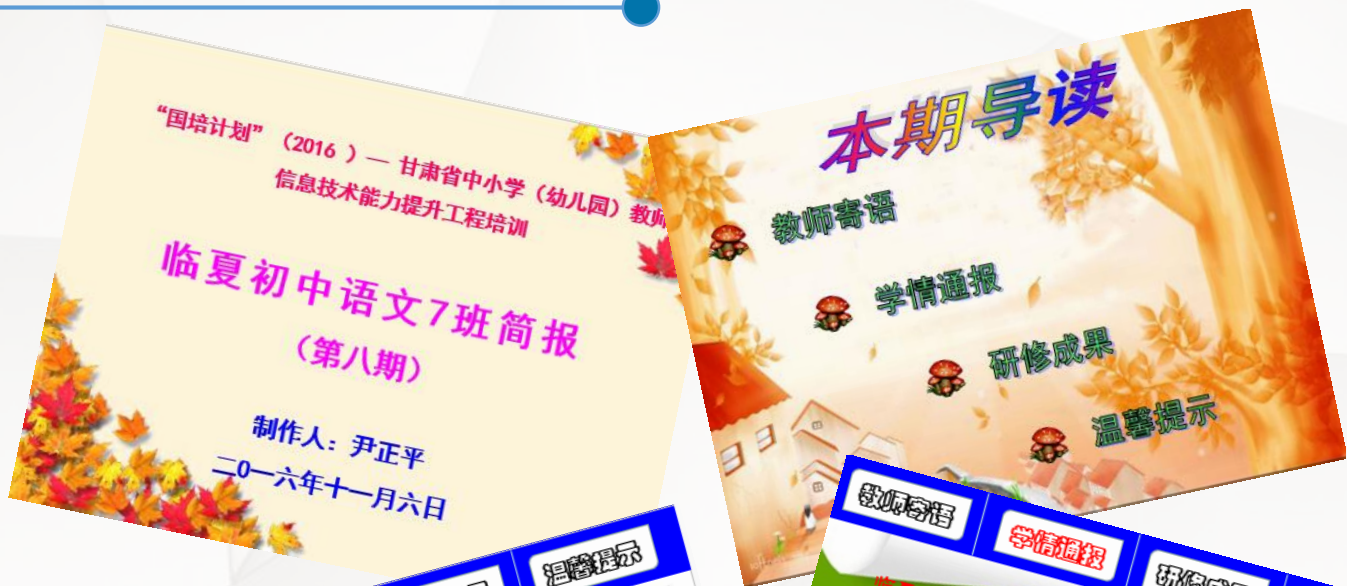 “国培计划”（2016 ）— 甘肃省中小学（幼儿园）教师
信息技术能力提升工程培训
临夏初中语文7班简报
（第八期）
制作人：尹正平
二0一六年十一月六日
本期导读
教师寄语
学情通报
研修成果
温馨提示
温馨提示
教师寄语
学情通报